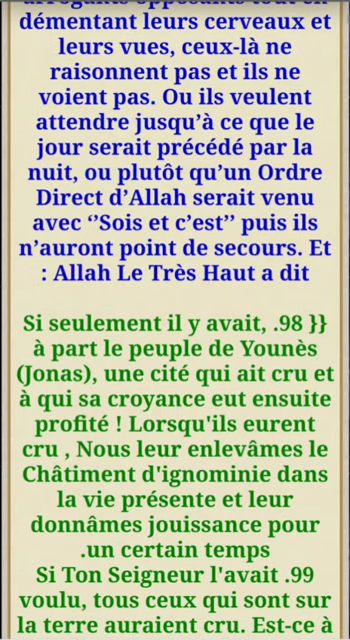 arrogants opposants tout en
démentant leurs cerveaux et
leurs vues, ceux-là ne
raisonnent pas et ils ne
voient pas. Ou ils veulent
attendre jusqu’à ce que le
jour serait précédé par la
nuit, ou plutôt qu’un Ordre
Direct d’Allah serait venu
avec ‘’Sois et c’est’’ puis ils
n’auront point de secours. Et
: Allah Le Très Haut a dit
Si seulement il y avait, .98 }}
à part le peuple de Younès
(Jonas), une cité qui ait cru et
à qui sa croyance eut ensuite
profité ! Lorsqu'ils eurent
cru , Nous leur enlevâmes le
Châtiment d'ignominie dans
la vie présente et leur
donnâmes jouissance pour
.un certain temps
Si Ton Seigneur l'avait .99
voulu, tous ceux qui sont sur
la terre auraient cru. Est-ce à